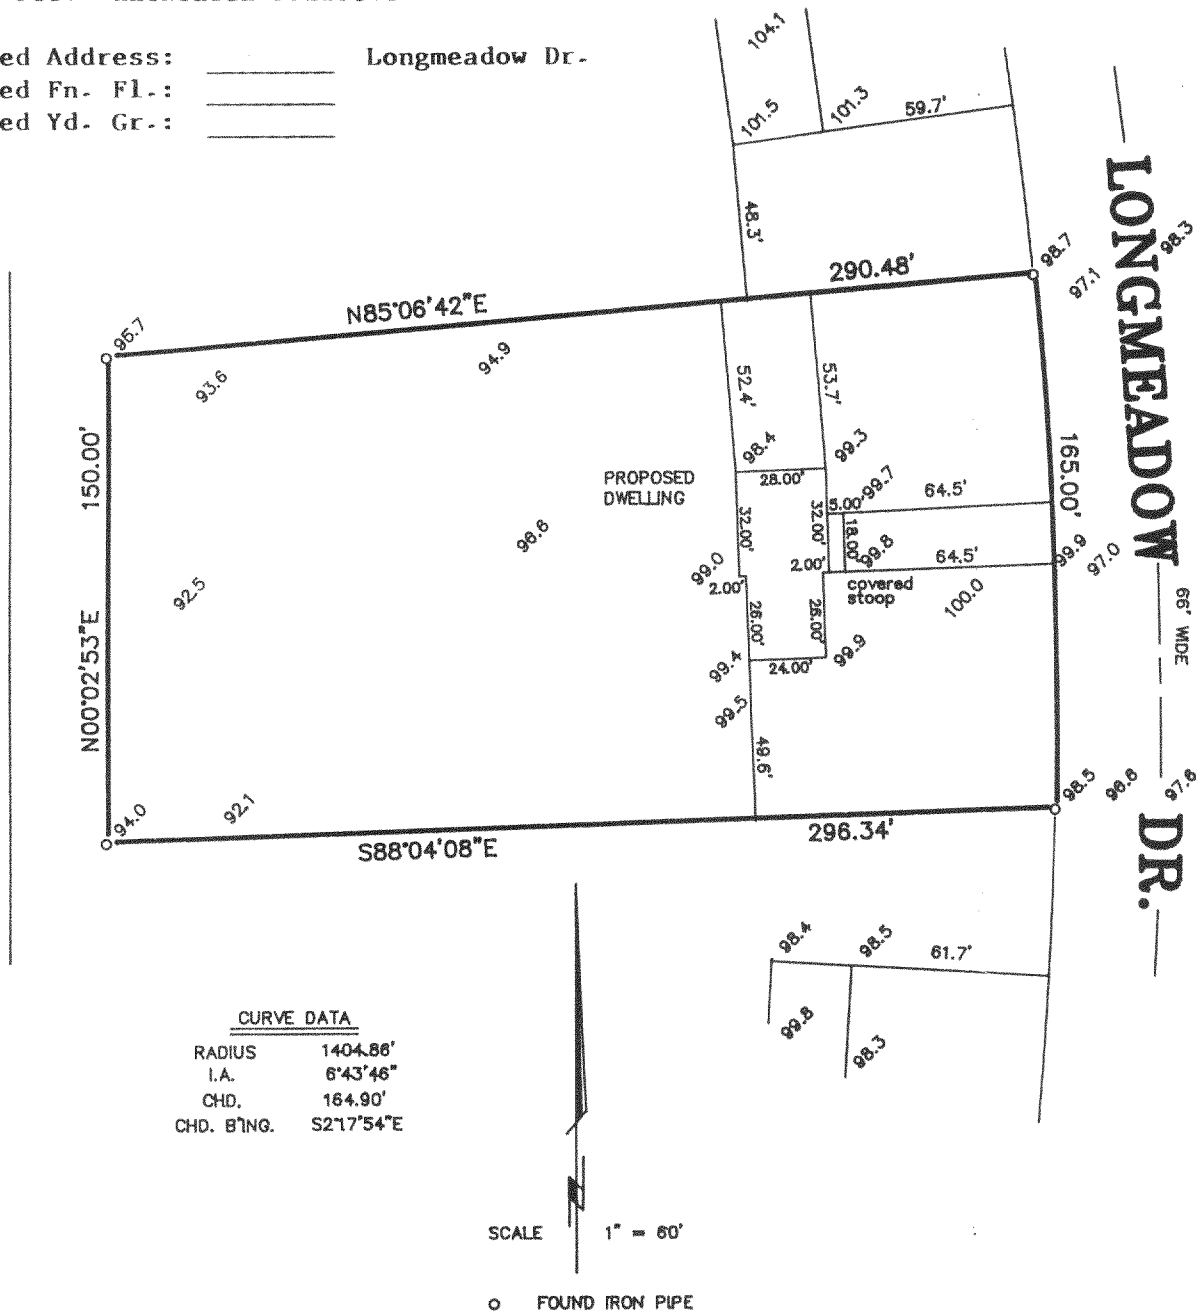 ed Address: Longmeadow Dr.
ed Fn. Fl.:
ed Yd. Gr.:
104.1
101.5
101.3
59.7'
48.3'
LONGMEADOW DR.
98.3
98.7
97.1
290.48'
N85°06'42"E
95.7
93.6
94.9
52.4'
53.7'
98.4
99.3
150.00'
165.00'
PROPOSED
DWELLING
28.00'
99.7
5.00'
64.5'
32.00'
32.00'
18.00'
99.8
96.6
99.0
2.00'
2.00'
64.5'
99.9
97.0
covered
stoop
100.0
66' WIDE
92.5
N00°02'53"E
26.00'
26.00'
99.4
24.00'
99.9
99.5
49.6'
94.0
92.1
98.5
96.6
97.6
S88°04'08"E
296.34'
98.4
98.5
61.7'
99.8
98.3
CURVE DATA
RADIUS 1404.86'
I.A. 6°43'46"
CHD. 164.90'
CHD. B'ING. S2°17'54"E
N
SCALE 1" = 60'
o FOUND IRON PIPE